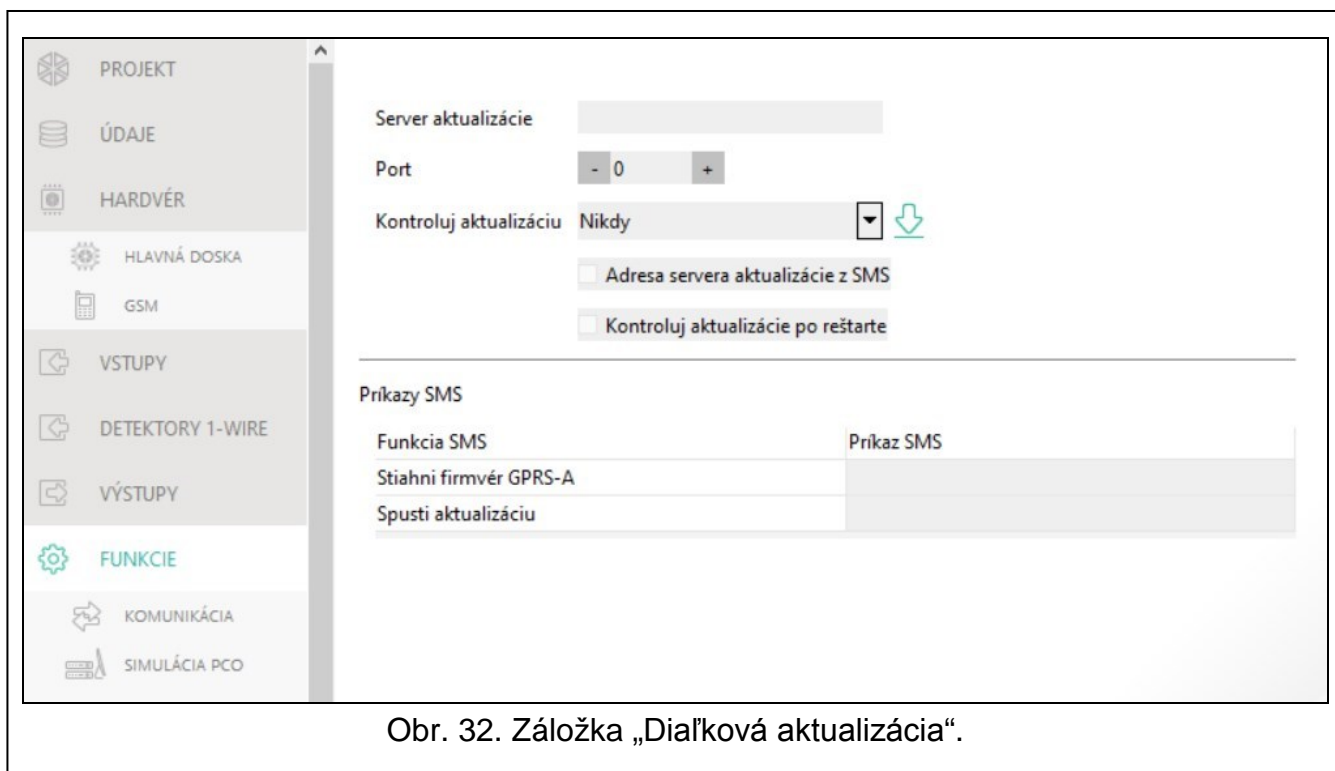 PROJEKT
ÚDAJE
HARDVÉR
HLAVNÁ DOSKA
GSM
VSTUPY
DETEKTORY 1-WIRE
VÝSTUPY
FUNKCIE
KOMUNIKÁCIA
SIMULÁCIA PCO
Server aktualizácie
Port - 0 +
Kontroluj aktualizáciu Nikdy
Adresa servera aktualizácie z SMS
Kontroluj aktualizácie po reštarte
Príkazy SMS
Funkcia SMS Príkaz SMS
Stiahni firmvér GPRS-A
Spusti aktualizáciu
Obr. 32. Záložka „Diaľková aktualizácia“.